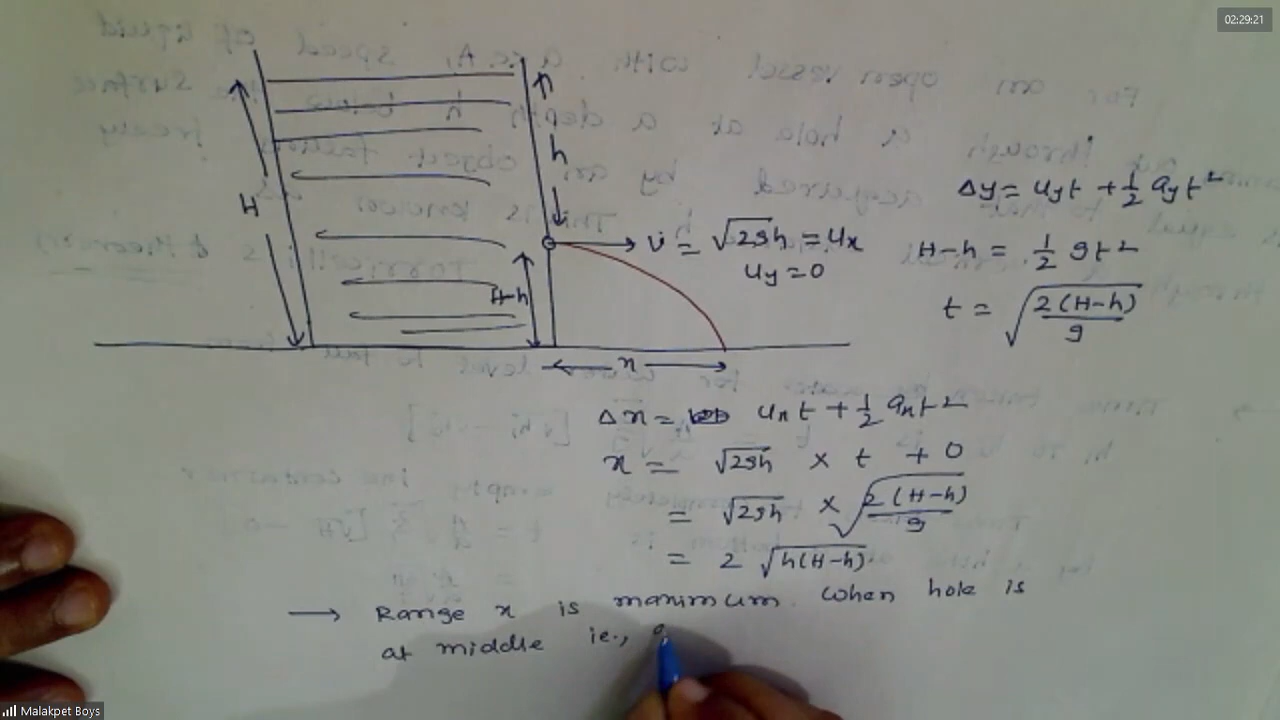 02:29:21
H
h
H-h
v = √2gh = ux
uy = 0
x
Δy = uyt + 1/2 ayt²
H-h = 1/2 gt²
t = √(2(H-h)/g)
Δx = uxt + 1/2 axt²
x = √2gh × t + 0
= √2gh × √(2(H-h)/g)
= 2 √h(H-h)
→ Range x is maximum when hole is
at middle ie.,
Malakpet Boys